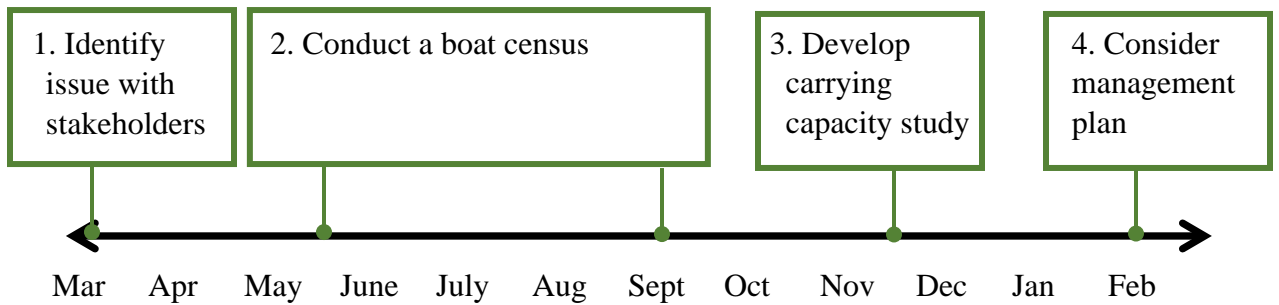 1. Identify
issue with
stakeholders
2. Conduct a boat census
3. Develop
carrying
capacity study
4. Consider
management
plan
Mar Apr May June July Aug Sept Oct Nov Dec Jan Feb